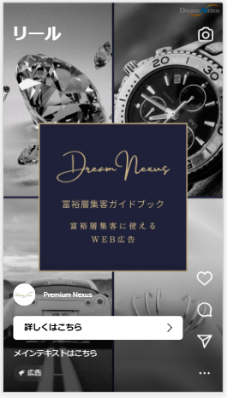 Dream Nexus
リール
Dream Nexus
富裕層集客ガイドブック
富裕層集客に使える
WEB広告
Premium Nexus
詳しくはこちら
メインテキストはこちら
広告